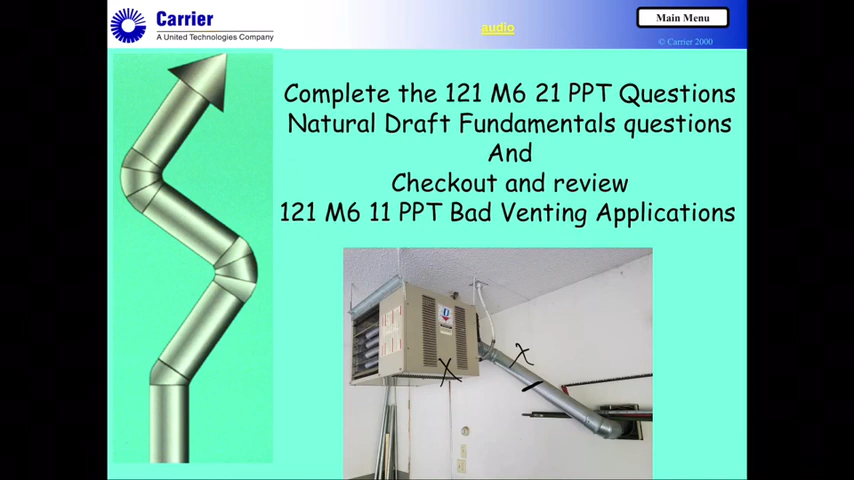 Carrier
A United Technologies Company
audio
Main Menu
© Carrier 2000
Complete the 121 M6 21 PPT Questions
Natural Draft Fundamentals questions
And
Checkout and review
121 M6 11 PPT Bad Venting Applications
X
X